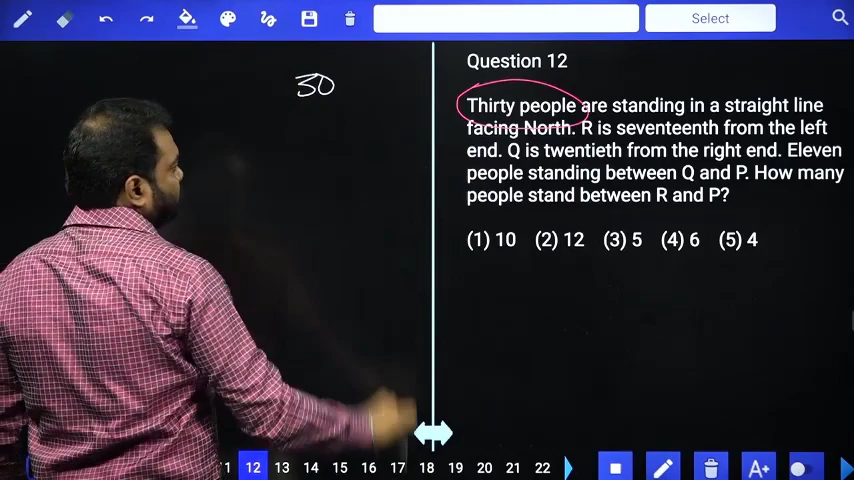 Select
30
Question 12
Thirty people are standing in a straight line
facing North. R is seventeenth from the left
end. Q is twentieth from the right end. Eleven
people standing between Q and P. How many
people stand between R and P?
(1) 10 (2) 12 (3) 5 (4) 6 (5) 4
12 13 14 15 16 17 18 19 20 21 22
A+